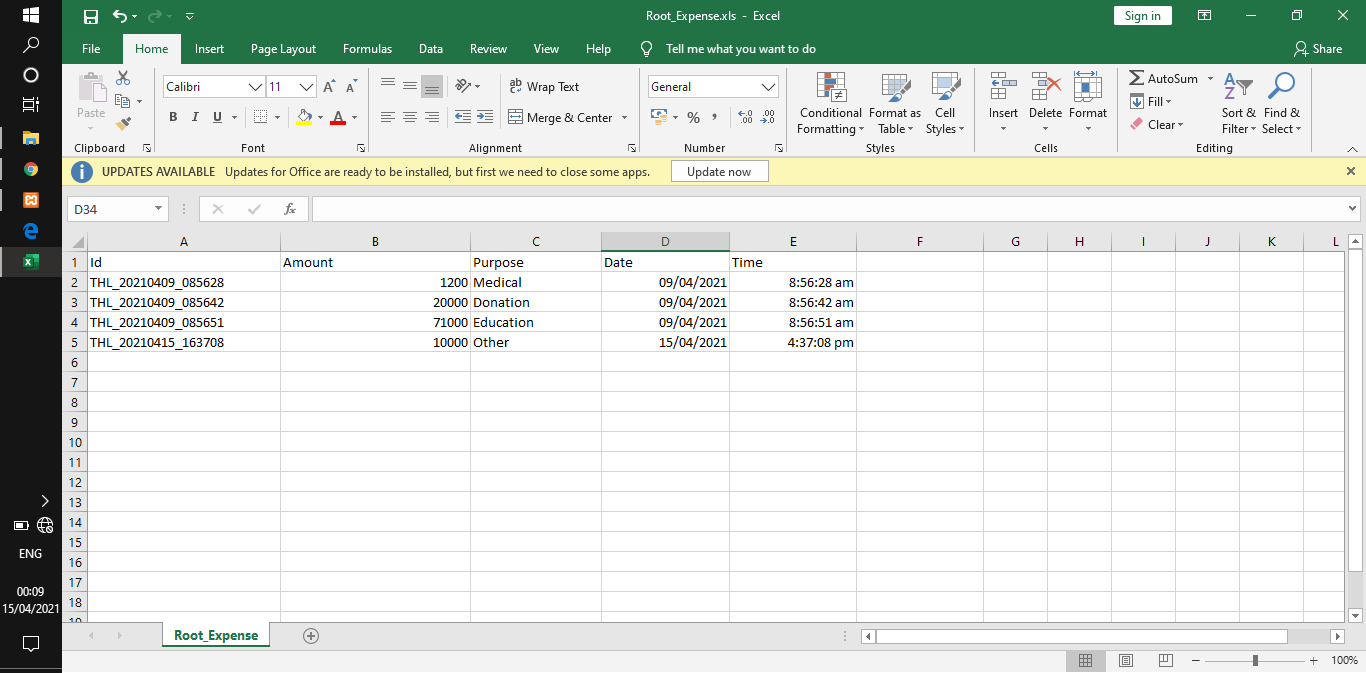 Root_Expense.xls - Excel
Sign in
File Home Insert Page Layout Formulas Data Review View Help Tell me what you want to do Share
Calibri 11 General
Paste
Wrap Text
Merge & Center
B I U A
% ,
Conditional Formatting
Format as Table
Cell Styles
Insert Delete Format
AutoSum
Fill
Clear
Sort & Filter
Find & Select
Clipboard Font Alignment Number Styles Cells Editing
UPDATES AVAILABLE Updates for Office are ready to be installed, but first we need to close some apps. Update now
D34 fx
A B C D E F G H I J K L
1 Id Amount Purpose Date Time
2 THL_20210409_085628 1200 Medical 09/04/2021 8:56:28 am
3 THL_20210409_085642 20000 Donation 09/04/2021 8:56:42 am
4 THL_20210409_085651 71000 Education 09/04/2021 8:56:51 am
5 THL_20210415_163708 10000 Other 15/04/2021 4:37:08 pm
6
7
8
9
10
11
12
13
14
15
16
17
18
19
Root_Expense
100%
ENG
00:09
15/04/2021